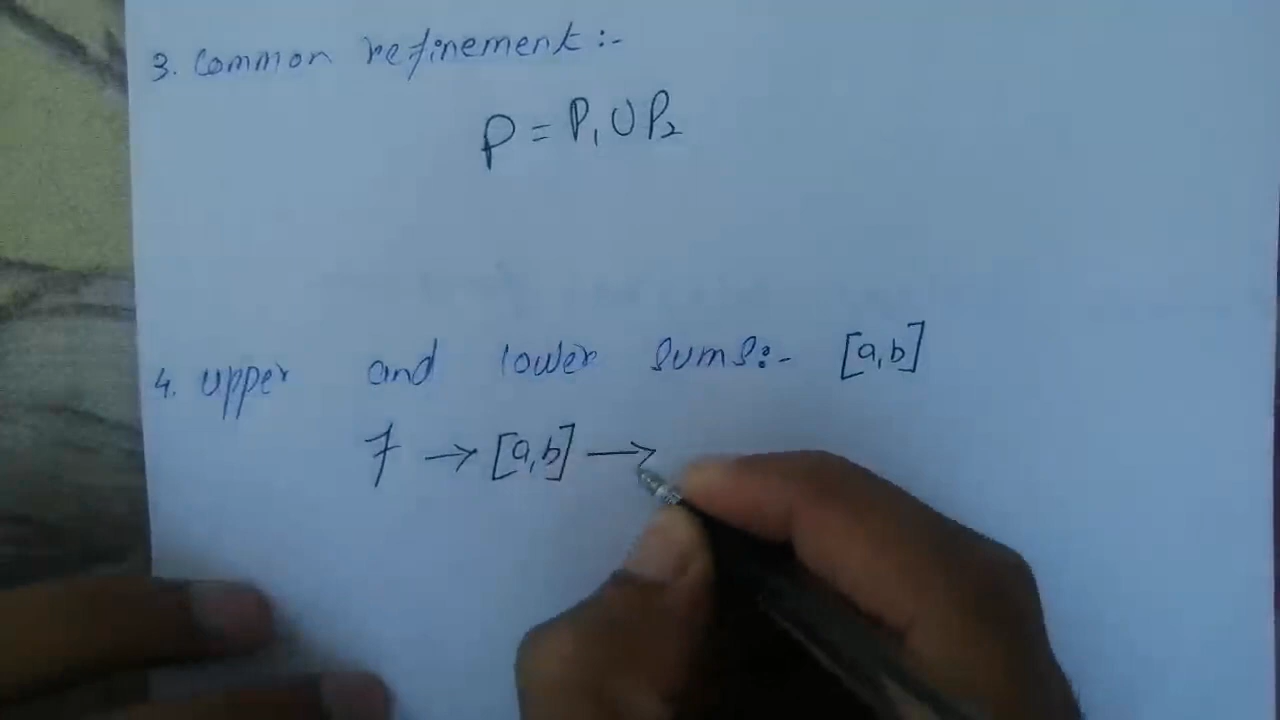 3. Common refinement :-
P = P₁ ∪ P₂
4. upper and lower sums:- [a,b]
f → [a,b] →